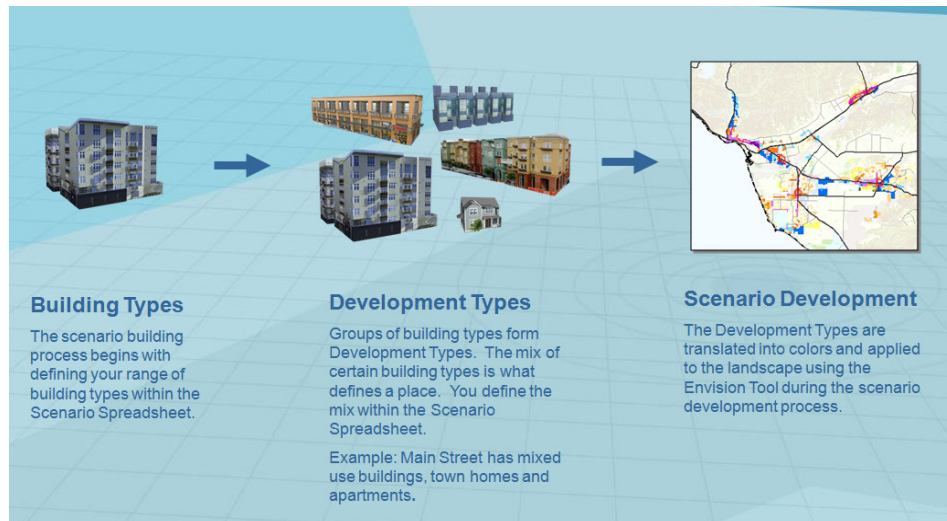 Building Types
The scenario building
process begins with
defining your range of
building types within the
Scenario Spreadsheet.
Development Types
Groups of building types form
Development Types. The mix of
certain building types is what
defines a place. You define the
mix within the Scenario
Spreadsheet.
Example: Main Street has mixed
use buildings, town homes and
apartments.
Scenario Development
The Development Types are
translated into colors and applied
to the landscape using the
Envision Tool during the scenario
development process.